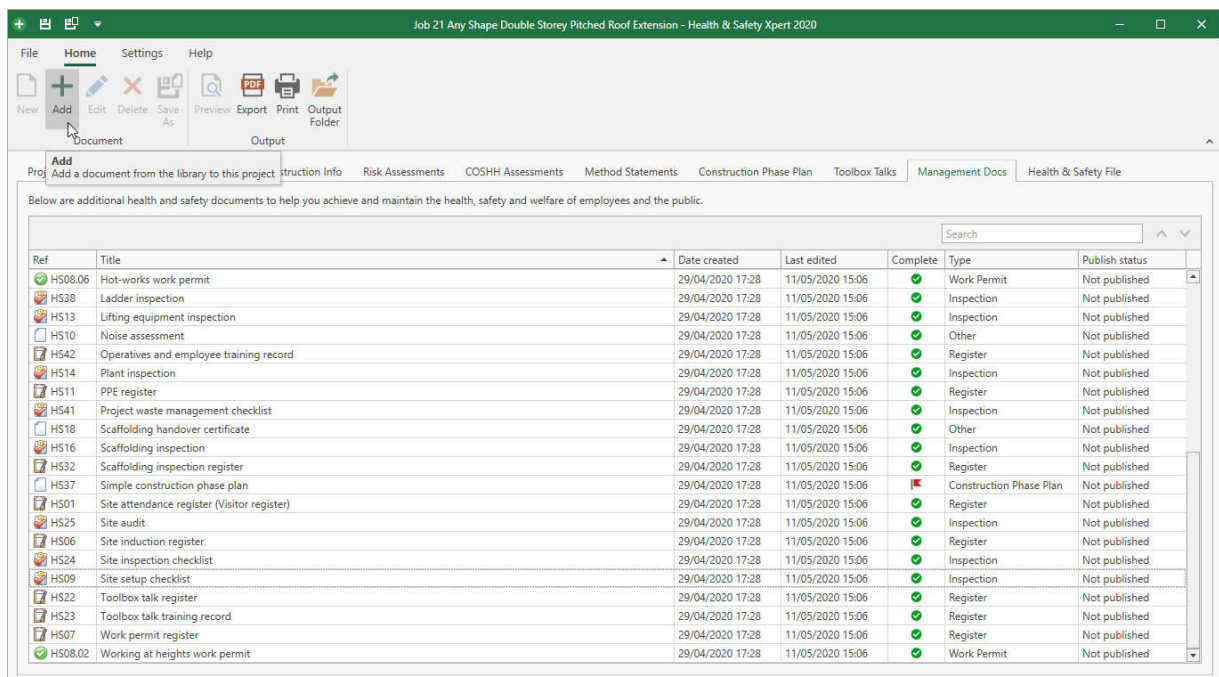 Job 21 Any Shape Double Storey Pitched Roof Extension - Health & Safety Xpert 2020
File Home Settings Help
New Add Edit Delete Save As Preview Export Print Output Folder
PDF
Document Output
Add
Add a document from the library to this project
Proj struction Info Risk Assessments COSHH Assessments Method Statements Construction Phase Plan Toolbox Talks Management Docs Health & Safety File
Below are additional health and safety documents to help you achieve and maintain the health, safety and welfare of employees and the public.
Search
Ref Title Date created Last edited Complete Type Publish status
HS08.06 Hot-works work permit 29/04/2020 17:28 11/05/2020 15:06 Work Permit Not published
HS38 Ladder inspection 29/04/2020 17:28 11/05/2020 15:06 Inspection Not published
HS13 Lifting equipment inspection 29/04/2020 17:28 11/05/2020 15:06 Inspection Not published
HS10 Noise assessment 29/04/2020 17:28 11/05/2020 15:06 Other Not published
HS42 Operatives and employee training record 29/04/2020 17:28 11/05/2020 15:06 Register Not published
HS14 Plant inspection 29/04/2020 17:28 11/05/2020 15:06 Inspection Not published
HS11 PPE register 29/04/2020 17:28 11/05/2020 15:06 Register Not published
HS41 Project waste management checklist 29/04/2020 17:28 11/05/2020 15:06 Inspection Not published
HS18 Scaffolding handover certificate 29/04/2020 17:28 11/05/2020 15:06 Other Not published
HS16 Scaffolding inspection 29/04/2020 17:28 11/05/2020 15:06 Inspection Not published
HS32 Scaffolding inspection register 29/04/2020 17:28 11/05/2020 15:06 Register Not published
HS37 Simple construction phase plan 29/04/2020 17:28 11/05/2020 15:06 Construction Phase Plan Not published
HS01 Site attendance register (Visitor register) 29/04/2020 17:28 11/05/2020 15:06 Register Not published
HS25 Site audit 29/04/2020 17:28 11/05/2020 15:06 Inspection Not published
HS06 Site induction register 29/04/2020 17:28 11/05/2020 15:06 Register Not published
HS24 Site inspection checklist 29/04/2020 17:28 11/05/2020 15:06 Inspection Not published
HS09 Site setup checklist 29/04/2020 17:28 11/05/2020 15:06 Inspection Not published
HS22 Toolbox talk register 29/04/2020 17:28 11/05/2020 15:06 Register Not published
HS23 Toolbox talk training record 29/04/2020 17:28 11/05/2020 15:06 Register Not published
HS07 Work permit register 29/04/2020 17:28 11/05/2020 15:06 Register Not published
HS08.02 Working at heights work permit 29/04/2020 17:28 11/05/2020 15:06 Work Permit Not published